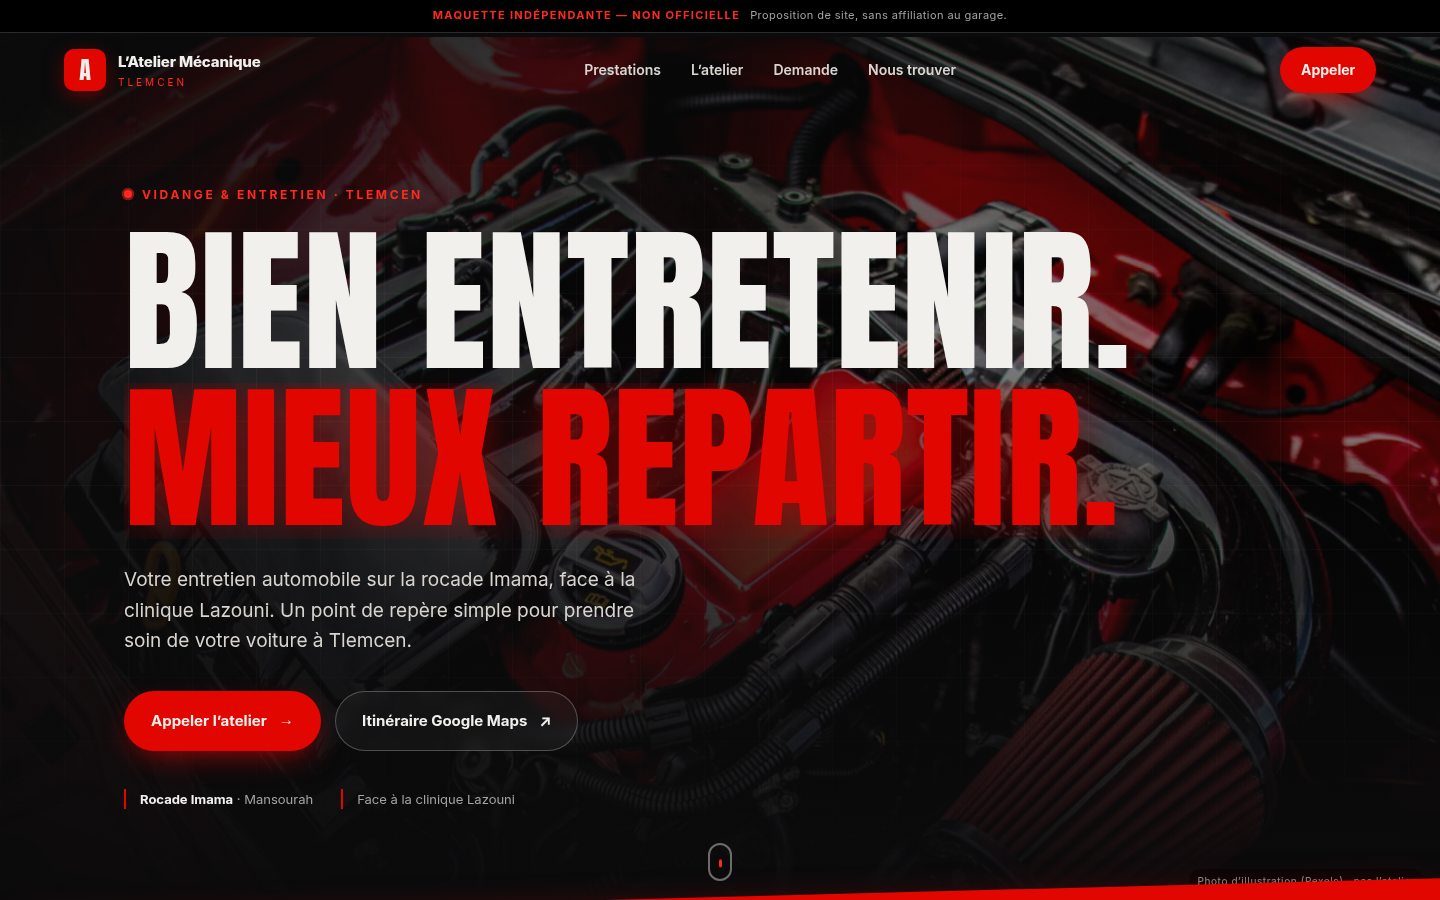 MAQUETTE INDÉPENDANTE — NON OFFICIELLE Proposition de site, sans affiliation au garage.
A L’Atelier Mécanique
TLEMCEN
Prestations L’atelier Demande Nous trouver
Appeler
VIDANGE & ENTRETIEN · TLEMCEN
BIEN ENTRETENIR.
MIEUX REPARTIR.
Votre entretien automobile sur la rocade Imama, face à la
clinique Lazouni. Un point de repère simple pour prendre
soin de votre voiture à Tlemcen.
Appeler l’atelier →
Itinéraire Google Maps ↗
Rocade Imama · Mansourah
Face à la clinique Lazouni
Photo d’illustration (Pexels)